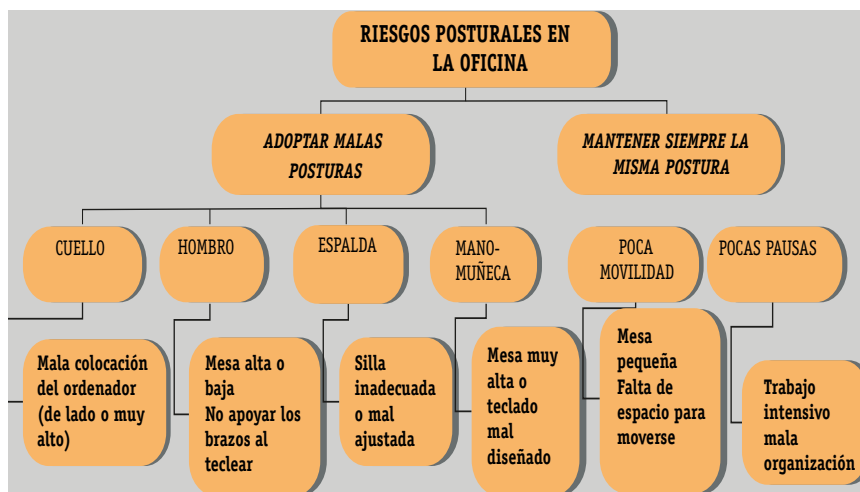 RIESGOS POSTURALES EN
LA OFICINA
ADOPTAR MALAS
POSTURAS
MANTENER SIEMPRE LA
MISMA POSTURA
CUELLO
HOMBRO
ESPALDA
MANO-
MUÑECA
POCA
MOVILIDAD
POCAS PAUSAS
Mala colocación
del ordenador
(de lado o muy
alto)
Mesa alta o
baja
No apoyar los
brazos al
teclear
Silla
inadecuada
o mal
ajustada
Mesa muy
alta o
teclado
mal
diseñado
Mesa
pequeña
Falta de
espacio para
moverse
Trabajo
intensivo
mala
organización